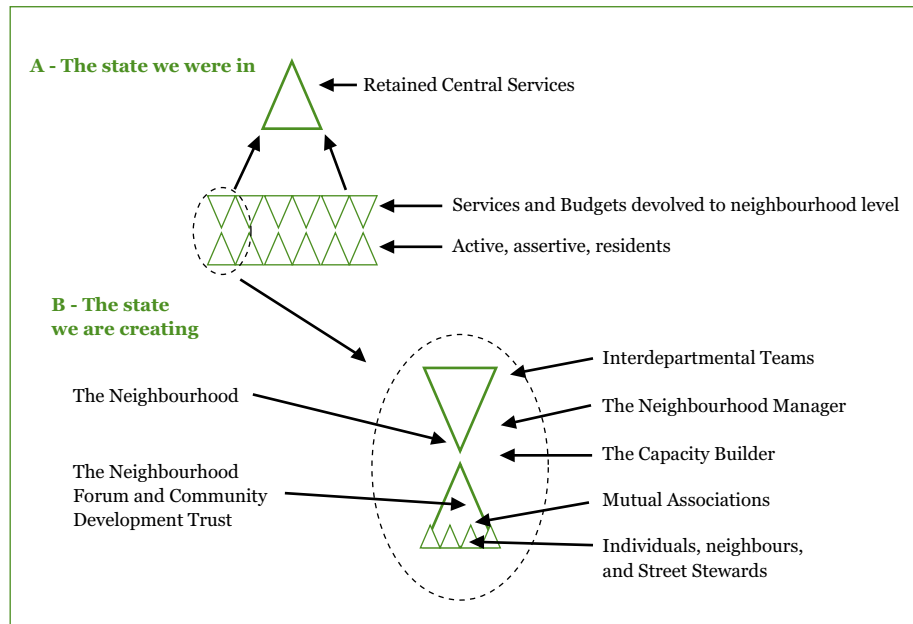 A - The state we were in
Retained Central Services
Services and Budgets devolved to neighbourhood level
Active, assertive, residents
B - The state
we are creating
Interdepartmental Teams
The Neighbourhood
The Neighbourhood Manager
The Capacity Builder
The Neighbourhood
Forum and Community
Development Trust
Mutual Associations
Individuals, neighbours,
and Street Stewards